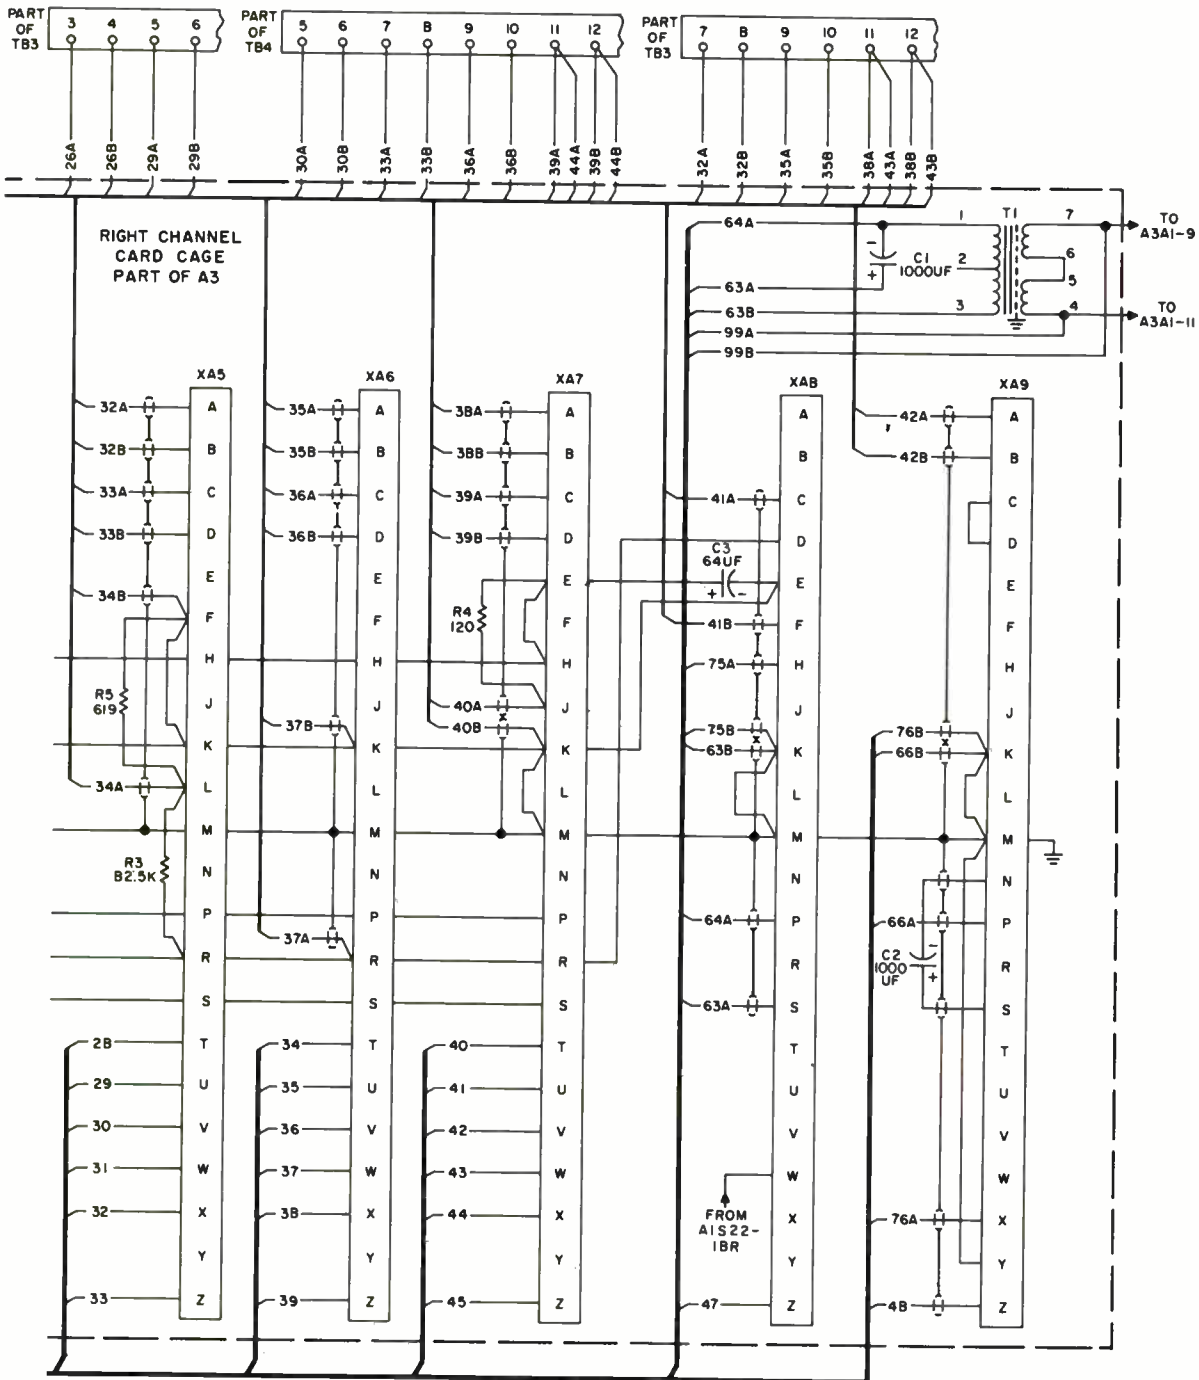 PART
OF
TB3
3 4 5 6
PART
OF
TB4
5 6 7 8 9 10 11 12
PART
OF
TB3
7 8 9 10 11 12
26A 26B 29A 29B
30A 30B 33A 33B 36A 36B 39A 44A 39B 44B
32A 32B 35A 35B 38A 43A 38B 43B
RIGHT CHANNEL
CARD CAGE
PART OF A3
64A
63A
63B
99A
99B
C1
1000UF
T1
1
2
3
7
6
5
4
TO
A3A1-9
TO
A3A1-11
XA5
32A A
32B B
33A C
33B D
E
34B
F
H
R5
619
J
K
34A L
M
R3
82.5K
N
P
R
S
28 T
29 U
30 V
31 W
32 X
Y
33 Z
XA6
35A A
35B B
36A C
36B D
E
F
H
J
37B
K
L
M
N
P
37A
R
S
34 T
35 U
36 V
37 W
38 X
Y
39 Z
XA7
38A A
38B B
39A C
39B D
E
R4
120
F
H
40A J
40B
K
L
M
N
P
R
S
40 T
41 U
42 V
43 W
44 X
Y
45 Z
XA8
A
B
41A C
D
C3
64UF
E
41B F
75A H
J
75B
63B K
L
M
N
64A P
R
63A S
T
U
V
W
FROM
A1S22-
1BR
X
Y
47 Z
XA9
42A A
42B B
C
D
E
F
H
J
76B
66B K
L
M
N
66A P
C2
1000
UF
R
S
T
U
V
W
76A X
Y
48 Z